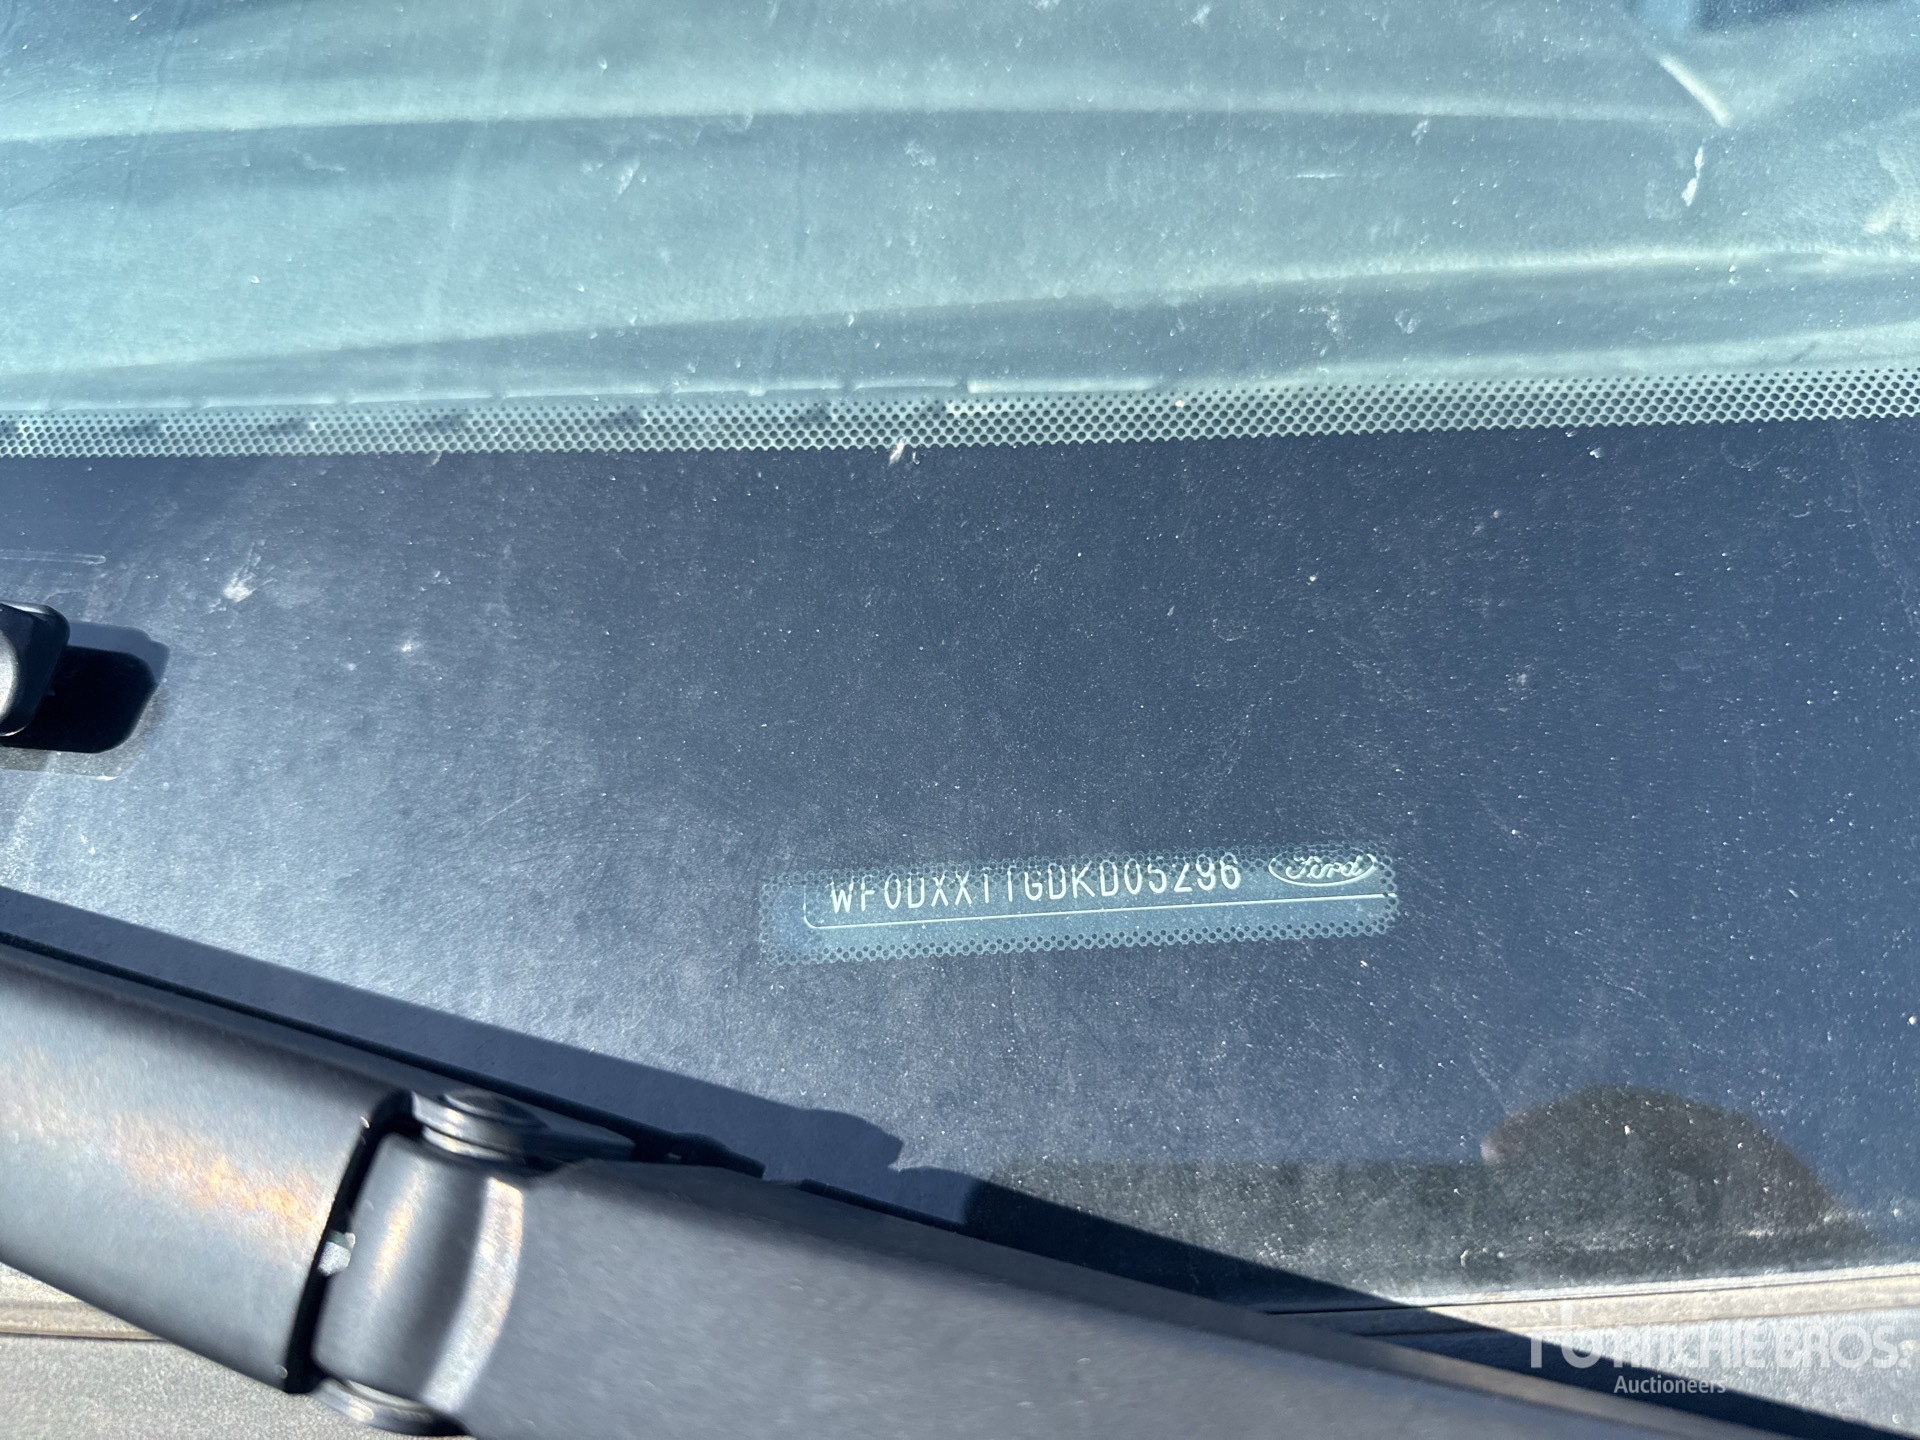 WF0DXXTTGDKD05296 Ford
RITCHIE BROS.
Auctioneers